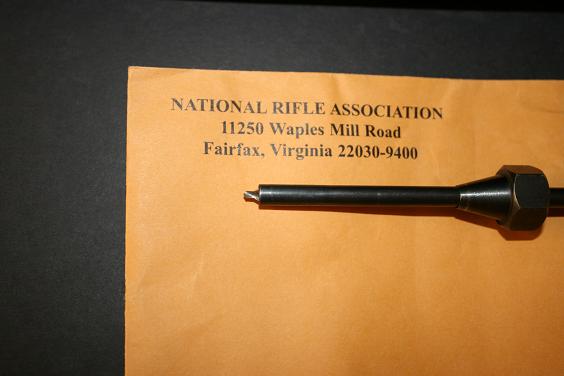 NATIONAL RIFLE ASSOCIATION
11250 Waples Mill Road
Fairfax, Virginia 22030-9400